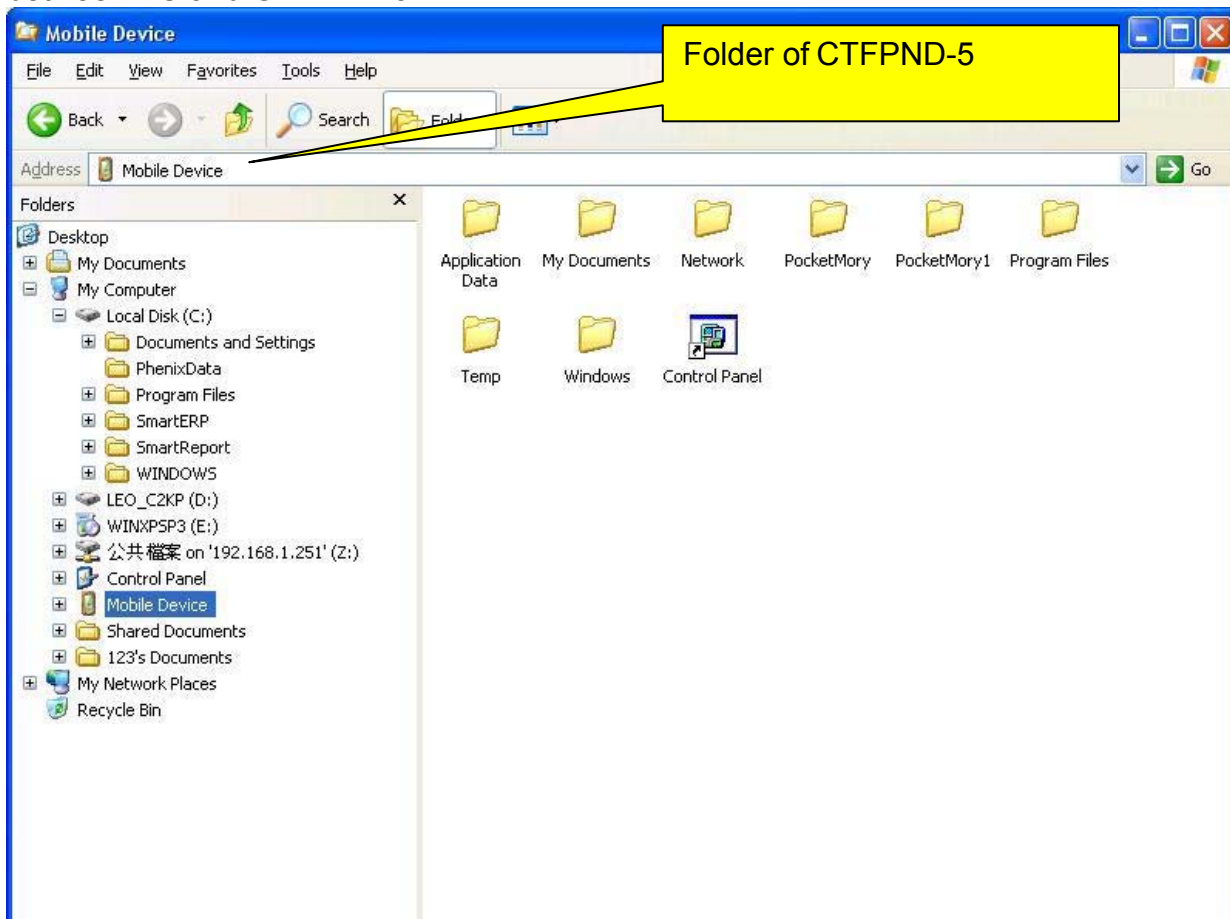 Mobile Device
Folder of CTFPND-5
File Edit View Favorites Tools Help
Back Search
Address Mobile Device Go
Folders
Desktop
My Documents
My Computer
Local Disk (C:)
Documents and Settings
PhenixData
Program Files
SmartERP
SmartReport
WINDOWS
LEO_C2KP (D:)
WINXPSP3 (E:)
公共檔案 on '192.168.1.251' (Z:)
Control Panel
Mobile Device
Shared Documents
123's Documents
My Network Places
Recycle Bin
Application Data My Documents Network PocketMory PocketMory1 Program Files
Temp Windows Control Panel